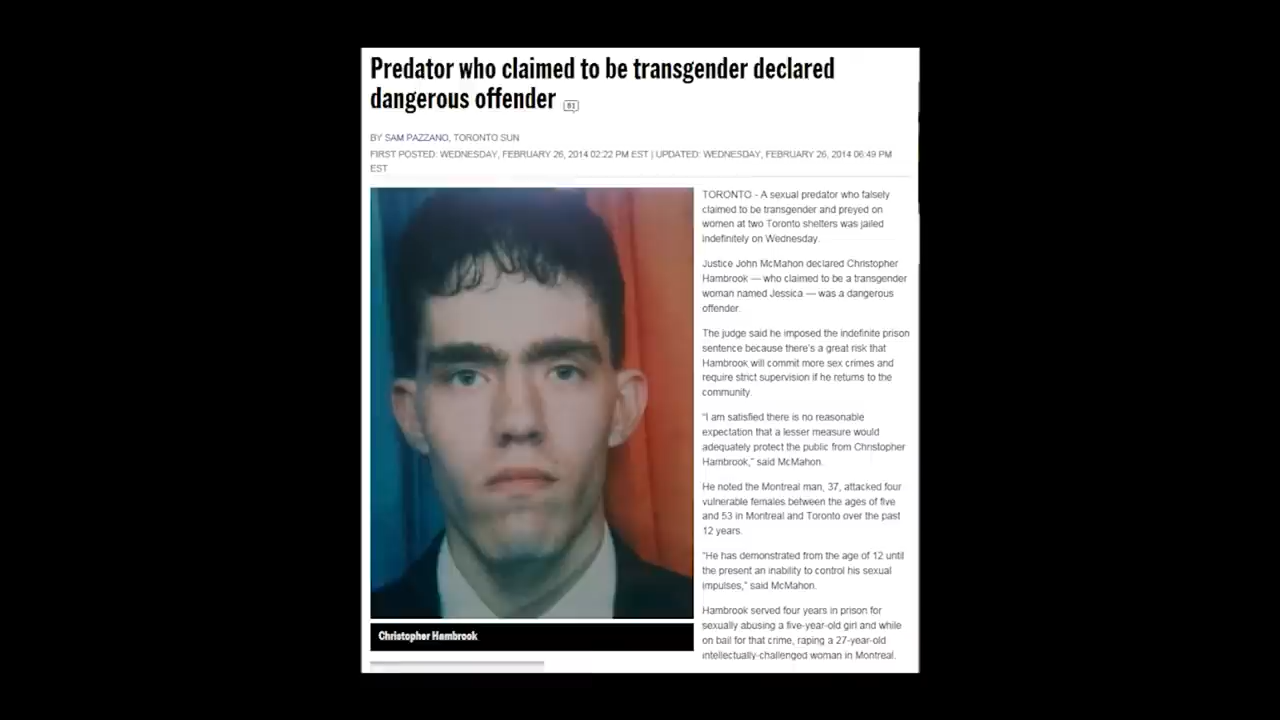 Predator who claimed to be transgender declared
dangerous offender
81
BY SAM PAZZANO, TORONTO SUN
FIRST POSTED: WEDNESDAY, FEBRUARY 26, 2014 02:22 PM EST | UPDATED: WEDNESDAY, FEBRUARY 26, 2014 06:49 PM
EST
TORONTO - A sexual predator who falsely
claimed to be transgender and preyed on
women at two Toronto shelters was jailed
indefinitely on Wednesday.
Justice John McMahon declared Christopher
Hambrook — who claimed to be a transgender
woman named Jessica — was a dangerous
offender.
The judge said he imposed the indefinite prison
sentence because there's a great risk that
Hambrook will commit more sex crimes and
require strict supervision if he returns to the
community.
"I am satisfied there is no reasonable
expectation that a lesser measure would
adequately protect the public from Christopher
Hambrook," said McMahon.
He noted the Montreal man, 37, attacked four
vulnerable females between the ages of five
and 53 in Montreal and Toronto over the past
12 years.
"He has demonstrated from the age of 12 until
the present an inability to control his sexual
impulses," said McMahon.
Hambrook served four years in prison for
sexually abusing a five-year-old girl and while
on bail for that crime, raping a 27-year-old
intellectually-challenged woman in Montreal.
Christopher Hambrook